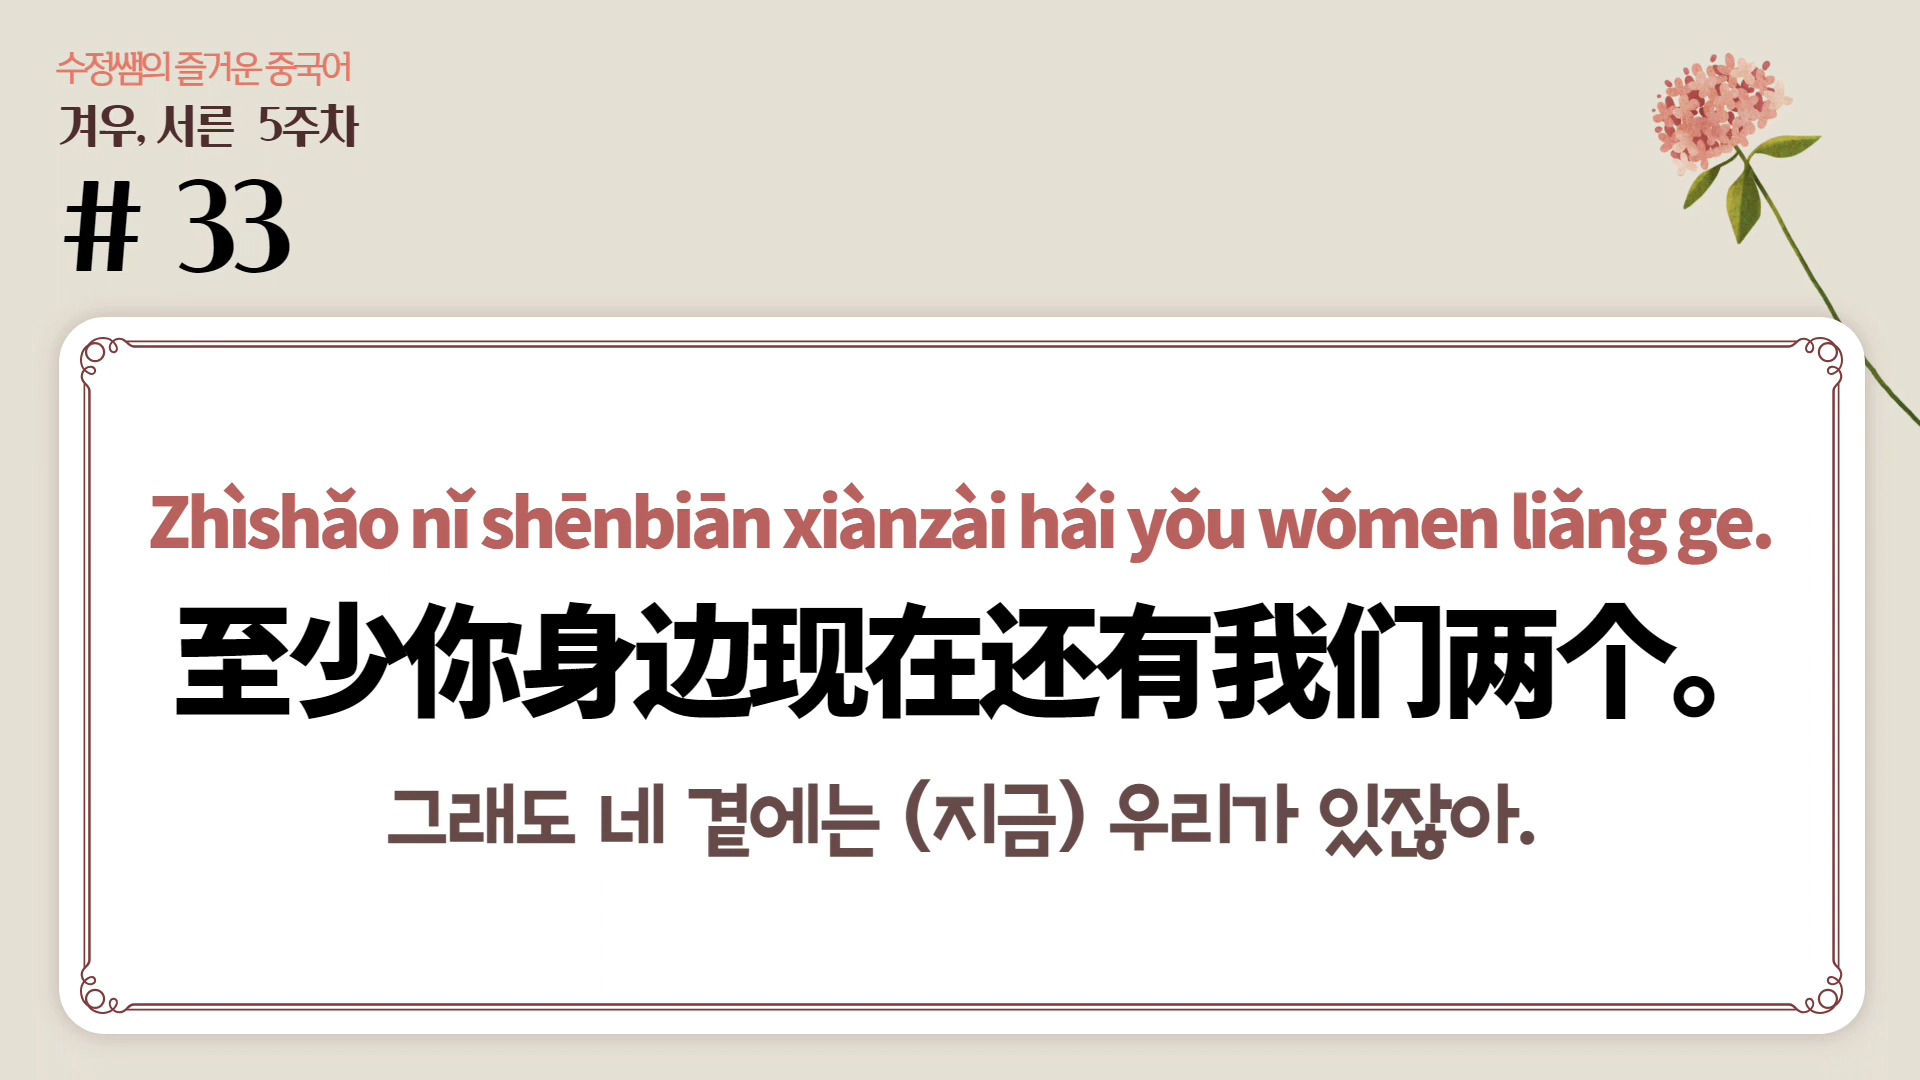 수정쌤의 즐거운 중국어
겨우, 서른 5주차
# 33
Zhìshǎo nǐ shēnbiān xiànzài hái yǒu wǒmen liǎng ge.
至少你身边现在还有我们两个。
그래도 네 곁에는 (지금) 우리가 있잖아.